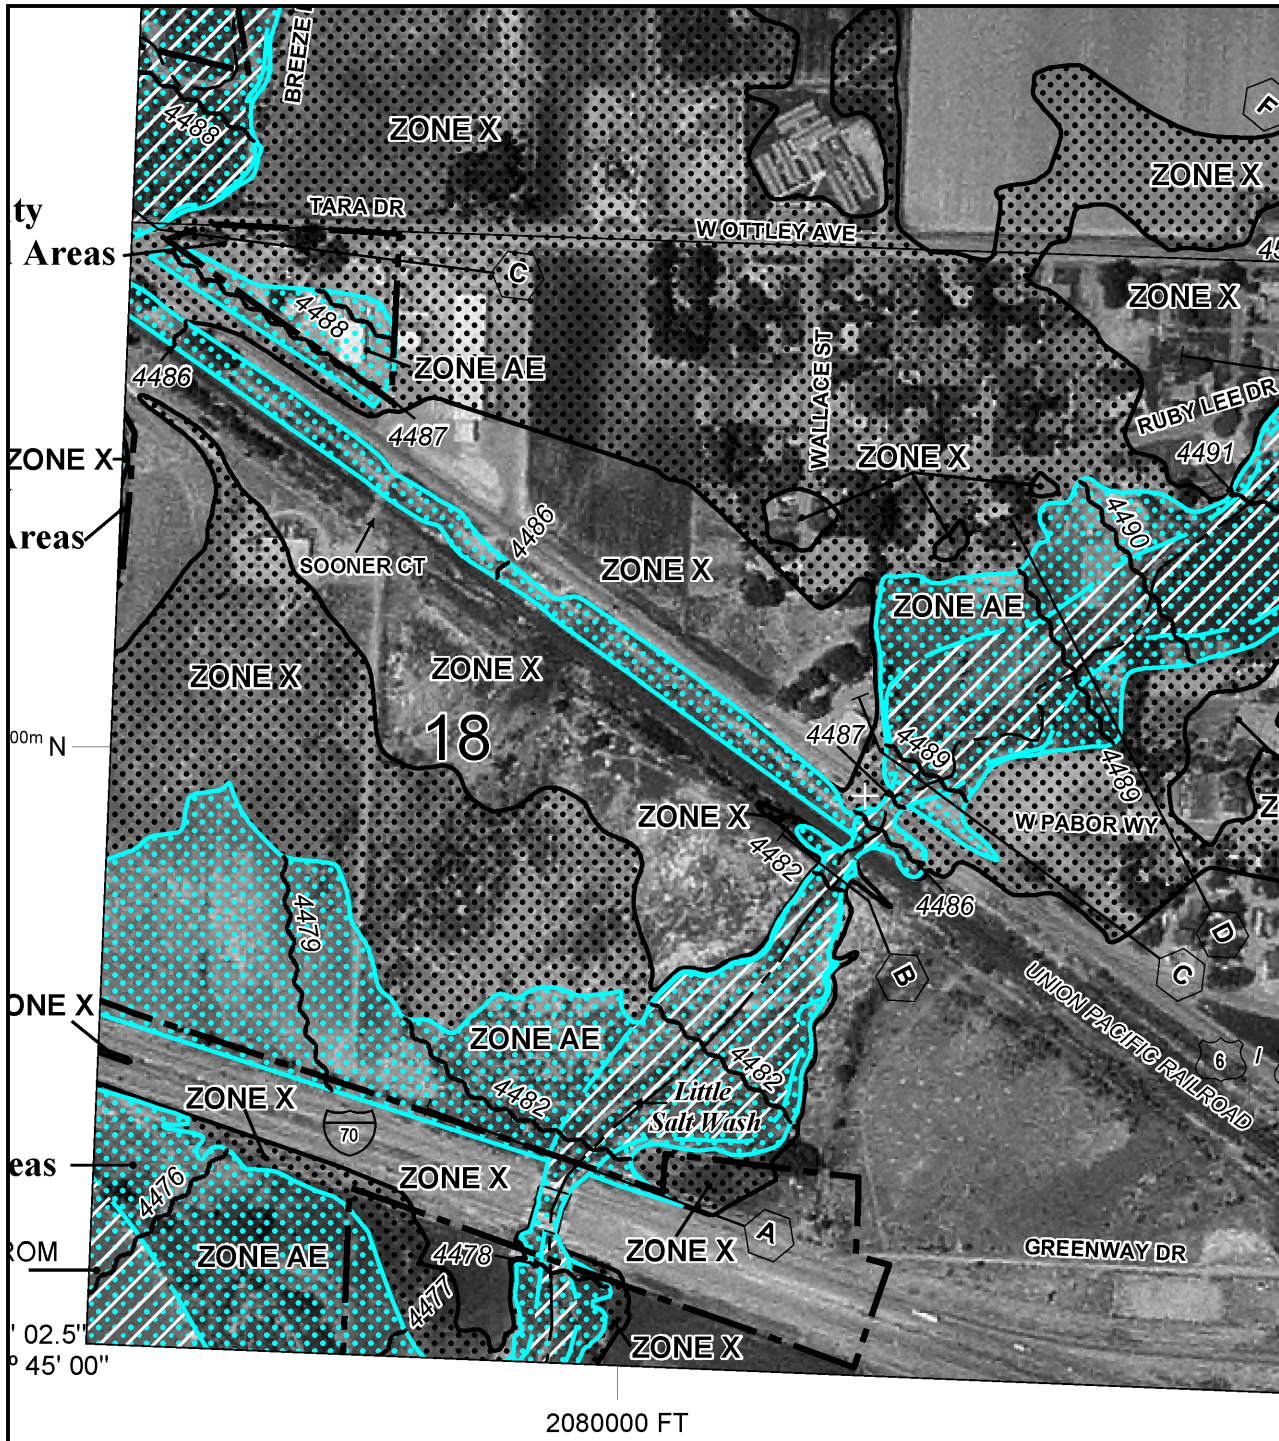 BREEZE
4488
ZONE X
F
ZONE X
ty
TARA DR
W OTTLEY AVE
Areas
C
45
4488
ZONE X
ZONE AE
4486
WALLACE ST
RUBY LEE DR
4487
ZONE X
4491
ZONE X
4490
Areas
4486
SOONER CT
ZONE X
ZONE AE
ZONE X
ZONE X
18
4487
4489
00m N
4489
ZONE X
W PABOR WY
Z
4482
4486
4479
D
B
C
ONE X
UNION PACIFIC RAILROAD
ZONE AE
6
I
4482
4482
Little
Salt Wash
ZONE X
70
eas
4476
ZONE X
A
ROM
ZONE AE
4478
ZONE X
GREENWAY DR
4477
' 02.5"
ZONE X
º 45' 00"
2080000 FT